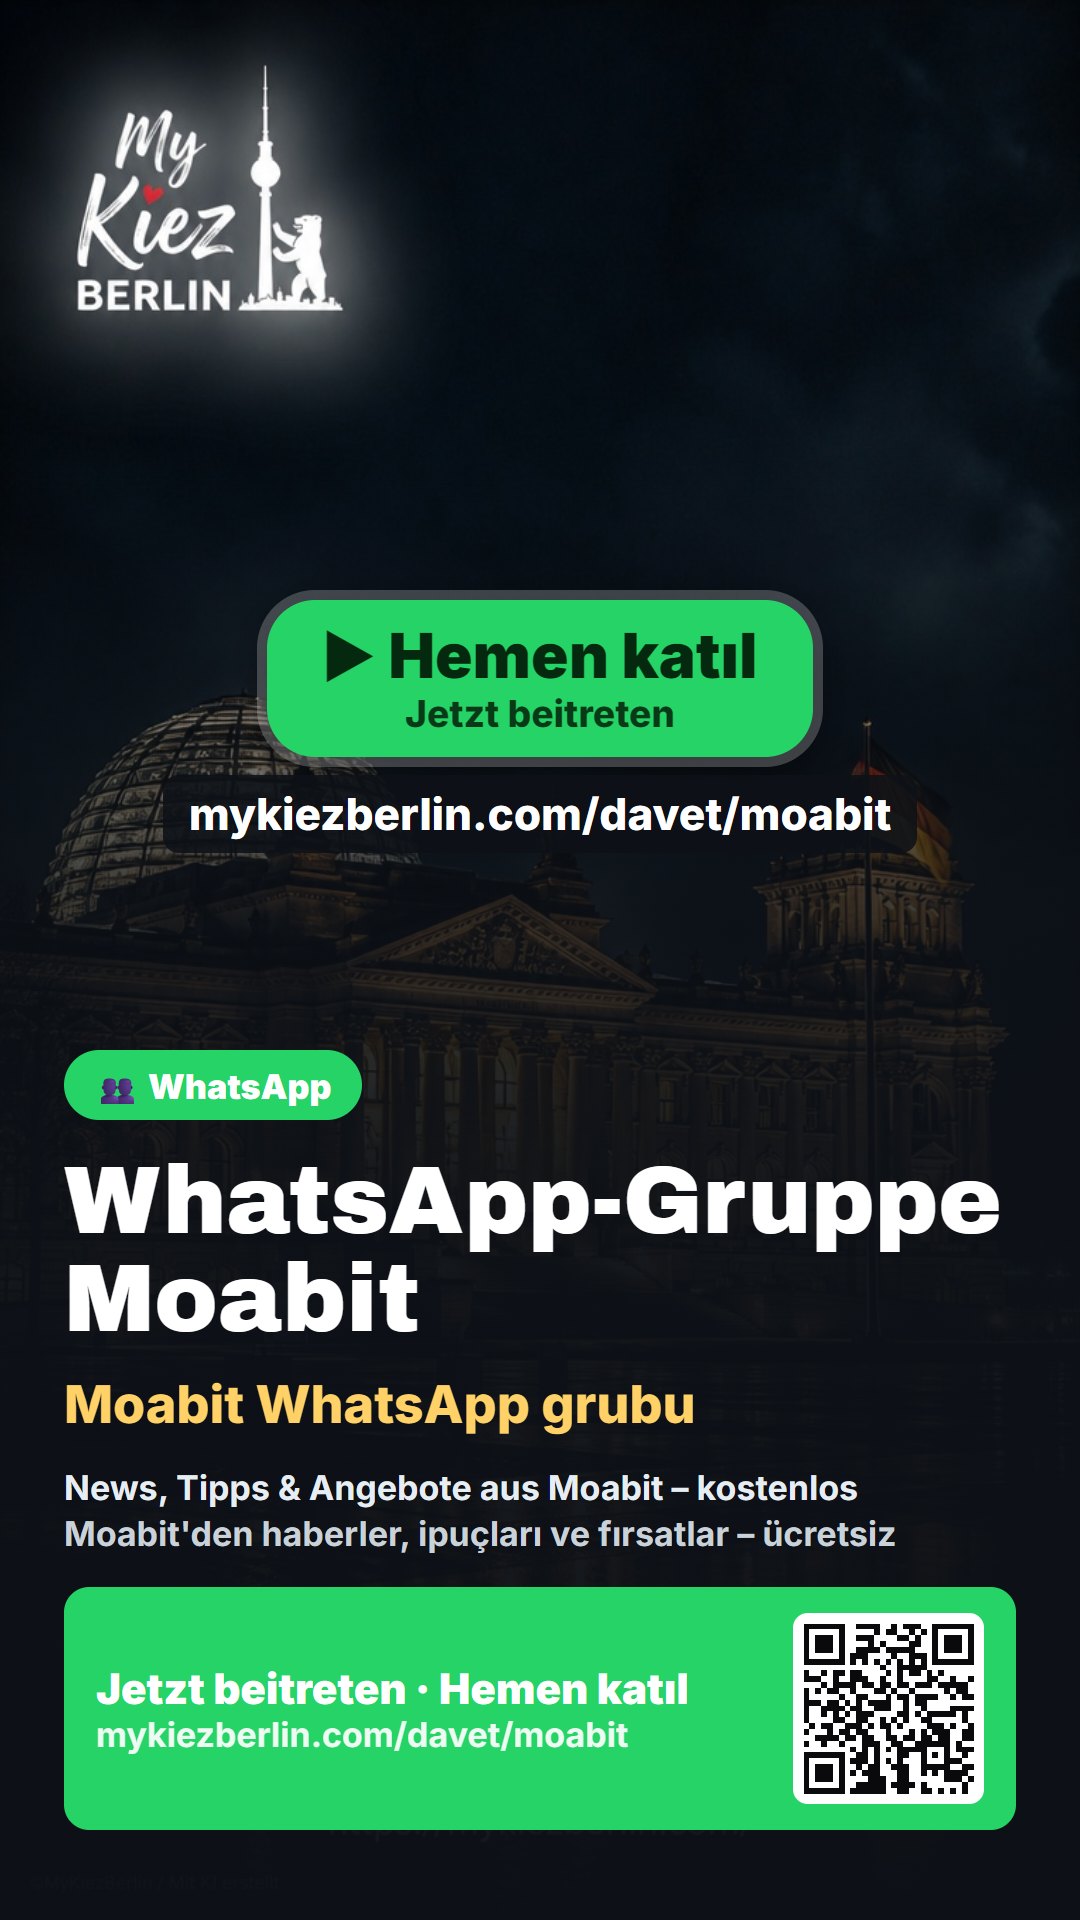 My
Kiez
BERLIN
▶ Hemen katıl
Jetzt beitreten
mykiezberlin.com/davet/moabit
👥 WhatsApp
WhatsApp-Gruppe
Moabit
Moabit WhatsApp grubu
News, Tipps & Angebote aus Moabit – kostenlos
Moabit'den haberler, ipuçları ve fırsatlar – ücretsiz
Jetzt beitreten · Hemen katıl
mykiezberlin.com/davet/moabit